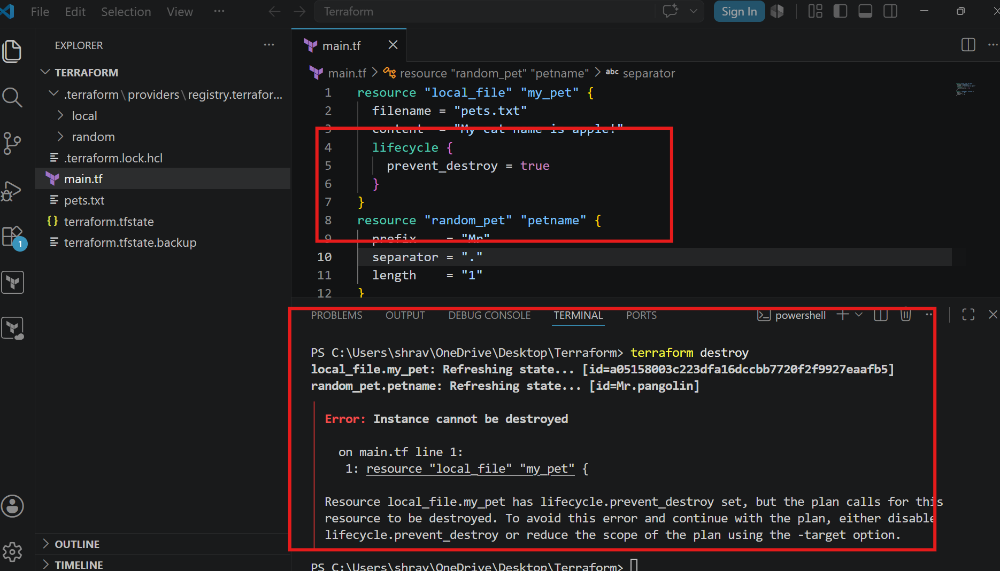 File Edit Selection View ··· Terraform Sign In
EXPLORER ···
TERRAFORM
.terraform\providers\registry.terrafor...
local
random
.terraform.lock.hcl
main.tf
pets.txt
{} terraform.tfstate
terraform.tfstate.backup
OUTLINE
TIMELINE
1
main.tf
main.tf > resource "random_pet" "petname" > abc separator
1 resource "local_file" "my_pet" {
2 filename = "pets.txt"
3 content = "My cat name is apple!"
4 lifecycle {
5 prevent_destroy = true
6 }
7 }
8 resource "random_pet" "petname" {
9 prefix = "Mr"
10 separator = "."
11 length = "1"
12 }
PROBLEMS OUTPUT DEBUG CONSOLE TERMINAL PORTS powershell
PS C:\Users\shrav\OneDrive\Desktop\Terraform> terraform destroy
local_file.my_pet: Refreshing state... [id=a05158003c223dfa16dccbb7720f2f9927eaafb5]
random_pet.petname: Refreshing state... [id=Mr.pangolin]
Error: Instance cannot be destroyed
on main.tf line 1:
1: resource "local_file" "my_pet" {
Resource local_file.my_pet has lifecycle.prevent_destroy set, but the plan calls for this
resource to be destroyed. To avoid this error and continue with the plan, either disable
lifecycle.prevent_destroy or reduce the scope of the plan using the -target option.
PS C:\Users\shrav\OneDrive\Desktop\Terraform>